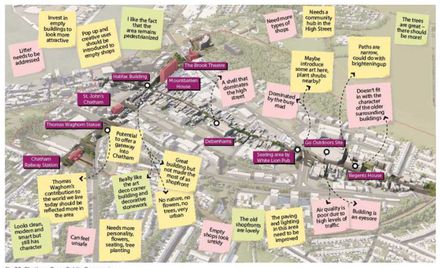 Litter
needs to be
addressed
Invest in
empty
buildings to
look more
attractive
Pop up and
creative uses
should be
introduced to
empty shops
I like the fact
that the
area remains
pedestrianized
The Brook Theatre
Need more
types of
shops
Needs a
community hub
in the
High Street
The trees are
great –
there should be
more!
Paths are
narrow,
could do with
brightening up
Maybe
introduce
some art here,
plant shrubs
nearby?
Halifax Building
Mountbatten
House
St. John's
Chatham
A shell that
dominates
the high
street
Dominated
by the busy
road
Doesn't fit
in with the
character
of the older
surrounding
buildings
Thomas Waghorn Statue
Potential
to offer a
gateway
into
Chatham
Debenhams
Go Outdoors Site
Chatham
Railway Station
Seating area by
White Lion Pub
Regents House
Thomas
Waghorn's
contribution to
the world we live
today should be
reflected more in
the area
Really like the
art deco corner
building and
decorative
stonework
Great
building but
not made the
most of as
shopfront
No nature, no
flowers, no
trees, very
urban
Looks clean,
modern and
smart but
still has
character
Can feel
unsafe
Needs more
personality,
flowers,
seating, tree
planting
Empty
shops look
untidy
The old
shopfronts
are lovely
The paving and
lighting in this
area need to
be improved
Air quality is
poor due to
high levels of
traffic
Building is
an eyesore